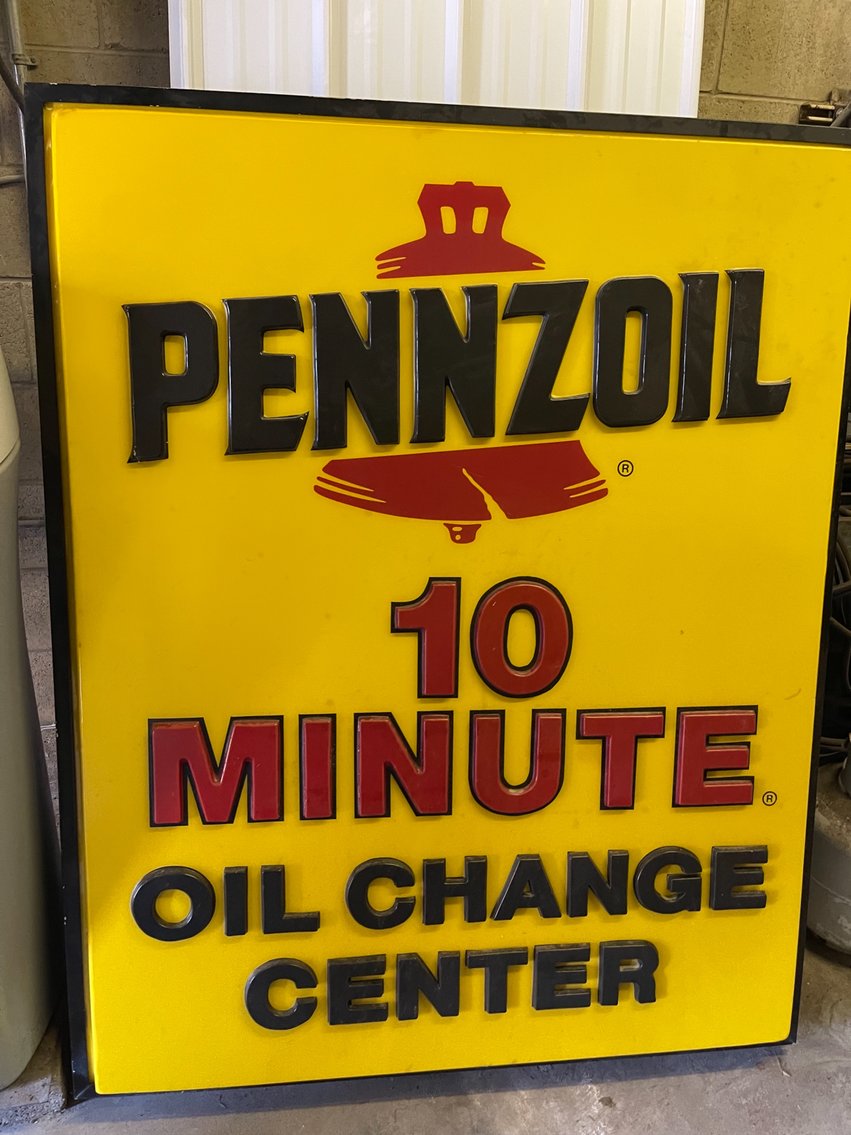 PENNZOIL
®
10
MINUTE®
OIL CHANGE
CENTER